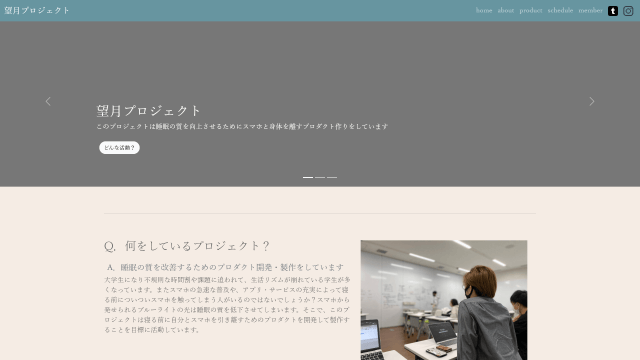 望月プロジェクト
home about product schedule member
望月プロジェクト
このプロジェクトは睡眠の質を向上させるためにスマホと身体を離すプロダクト作りをしています
どんな活動？
Q. 何をしているプロジェクト？
A. 睡眠の質を改善するためのプロダクト開発・製作をしています
大学生になり不規則な時間割や課題に追われて、生活リズムが崩れている学生が多
くなっています。またスマホの急速な普及や、アプリ・サービスの充実によって寝
る前についついスマホを触ってしまう人がいるのではないでしょうか？スマホから
発せられるブルーライトの光は睡眠の質を低下させてしまいます。そこで、このプ
ロジェクトは寝る前に自分とスマホを引き離すためのプロダクトを開発して製作す
ることを目標に活動しています。